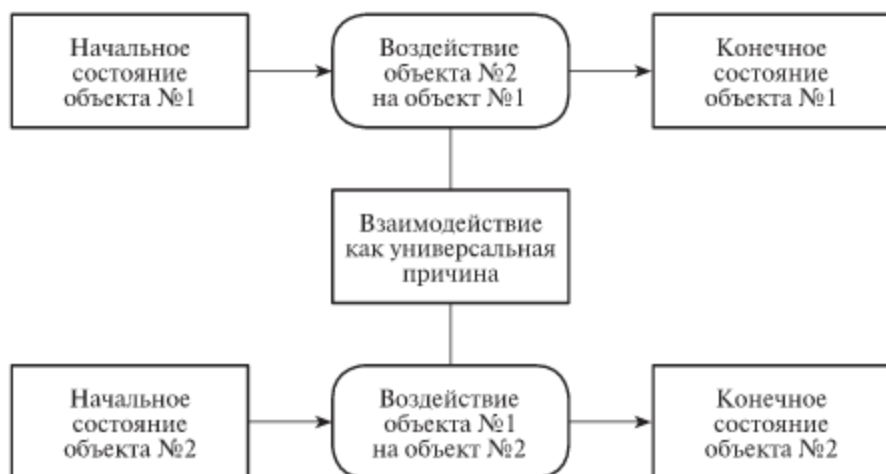 Начальное
состояние
объекта №1
Воздействие
объекта №2
на объект №1
Конечное
состояние
объекта №1
Взаимодействие
как универсальная
причина
Начальное
состояние
объекта №2
Воздействие
объекта №1
на объект №2
Конечное
состояние
объекта №2